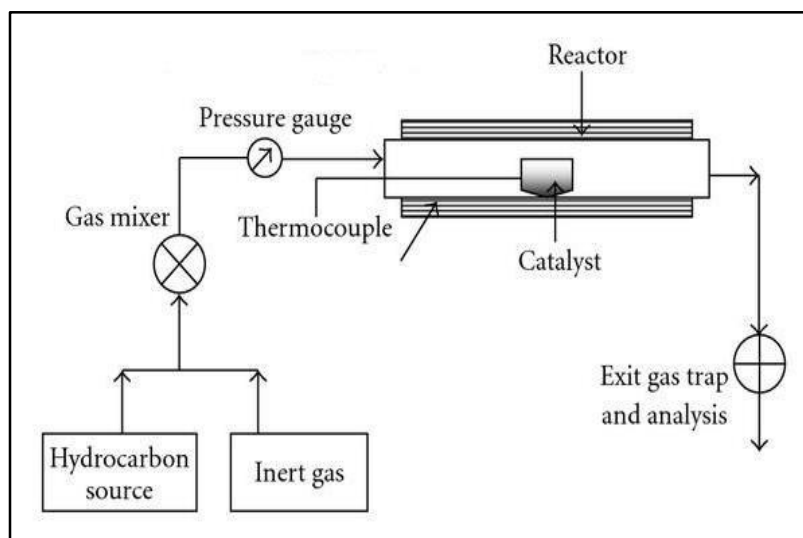 Reactor
Pressure gauge
Gas mixer
Thermocouple
Catalyst
Exit gas trap
and analysis
Hydrocarbon
source
Inert gas